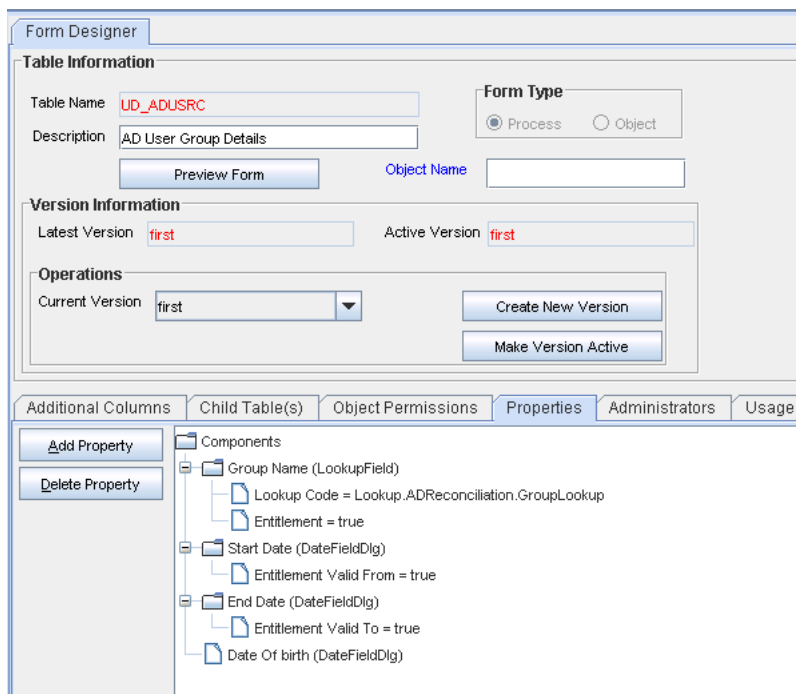 Form Designer
Table Information
Table Name UD_ADUSRC
Form Type
Process Object
Description AD User Group Details
Preview Form Object Name
Version Information
Latest Version first Active Version first
Operations
Current Version first Create New Version
Make Version Active
Additional Columns Child Table(s) Object Permissions Properties Administrators Usage
Add Property
Delete Property
Components
Group Name (LookupField)
Lookup Code = Lookup.ADReconciliation.GroupLookup
Entitlement = true
Start Date (DateFieldDlg)
Entitlement Valid From = true
End Date (DateFieldDlg)
Entitlement Valid To = true
Date Of birth (DateFieldDlg)